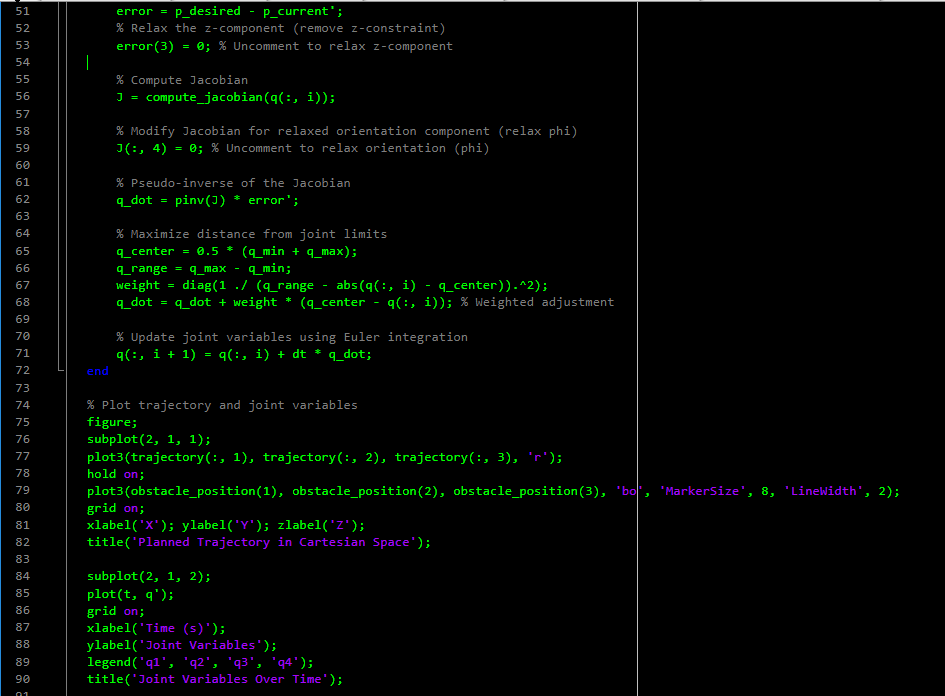 51 error = p_desired - p_current';
52 % Relax the z-component (remove z-constraint)
53 error(3) = 0; % Uncomment to relax z-component
54
55 % Compute Jacobian
56 J = compute_jacobian(q(:, i));
57
58 % Modify Jacobian for relaxed orientation component (relax phi)
59 J(:, 4) = 0; % Uncomment to relax orientation (phi)
60
61 % Pseudo-inverse of the Jacobian
62 q_dot = pinv(J) * error';
63
64 % Maximize distance from joint limits
65 q_center = 0.5 * (q_min + q_max);
66 q_range = q_max - q_min;
67 weight = diag(1 ./ (q_range - abs(q(:, i) - q_center)).^2);
68 q_dot = q_dot + weight * (q_center - q(:, i)); % Weighted adjustment
69
70 % Update joint variables using Euler integration
71 q(:, i + 1) = q(:, i) + dt * q_dot;
72 end
73
74 % Plot trajectory and joint variables
75 figure;
76 subplot(2, 1, 1);
77 plot3(trajectory(:, 1), trajectory(:, 2), trajectory(:, 3), 'r');
78 hold on;
79 plot3(obstacle_position(1), obstacle_position(2), obstacle_position(3), 'bo', 'MarkerSize', 8, 'LineWidth', 2);
80 grid on;
81 xlabel('X'); ylabel('Y'); zlabel('Z');
82 title('Planned Trajectory in Cartesian Space');
83
84 subplot(2, 1, 2);
85 plot(t, q');
86 grid on;
87 xlabel('Time (s)');
88 ylabel('Joint Variables');
89 legend('q1', 'q2', 'q3', 'q4');
90 title('Joint Variables Over Time');
91